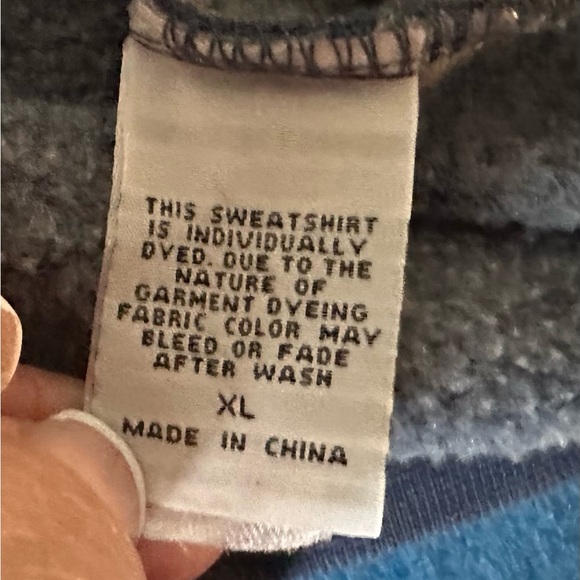 THIS SWEATSHIRT
IS INDIVIDUALLY
DYED. DUE TO THE
NATURE OF
GARMENT DYEING
FABRIC COLOR MAY
BLEED OR FADE
AFTER WASH
XL
MADE IN CHINA